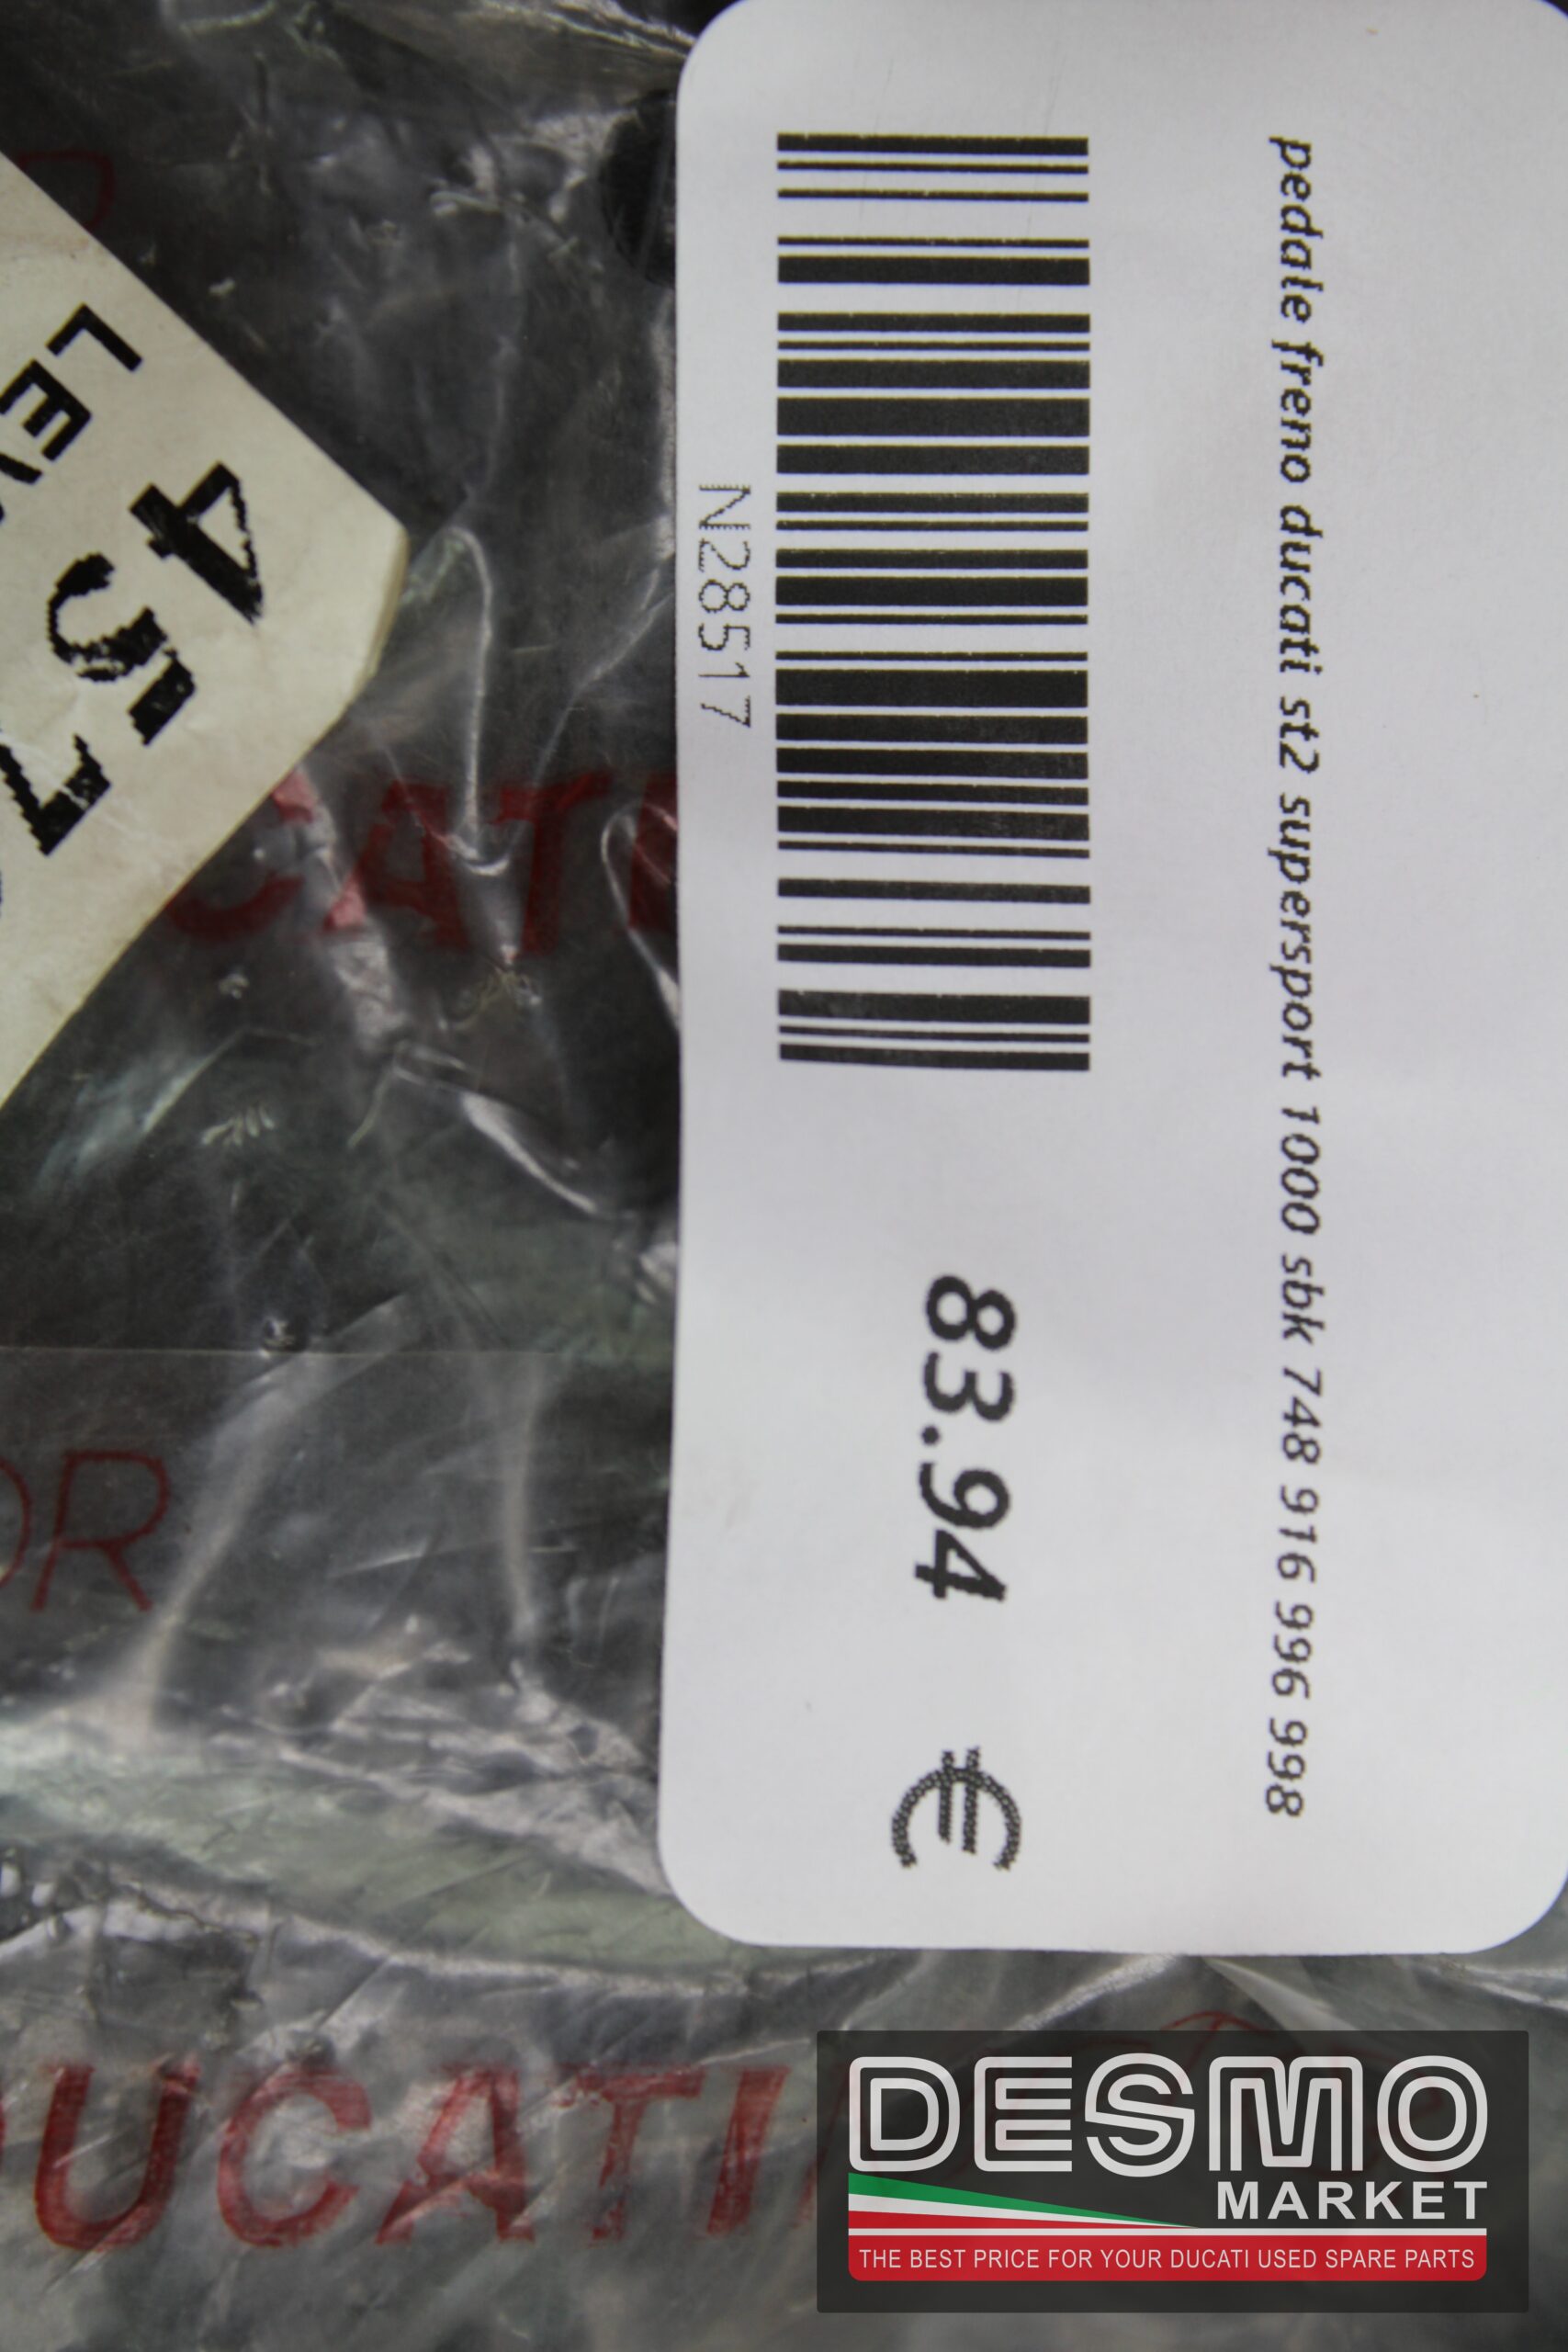 pedale freno ducati st2 supersport 1000 sbk 748 916 996 998
83.94 €
N28517
457
DESMO
MARKET
THE BEST PRICE FOR YOUR DUCATI USED SPARE PARTS